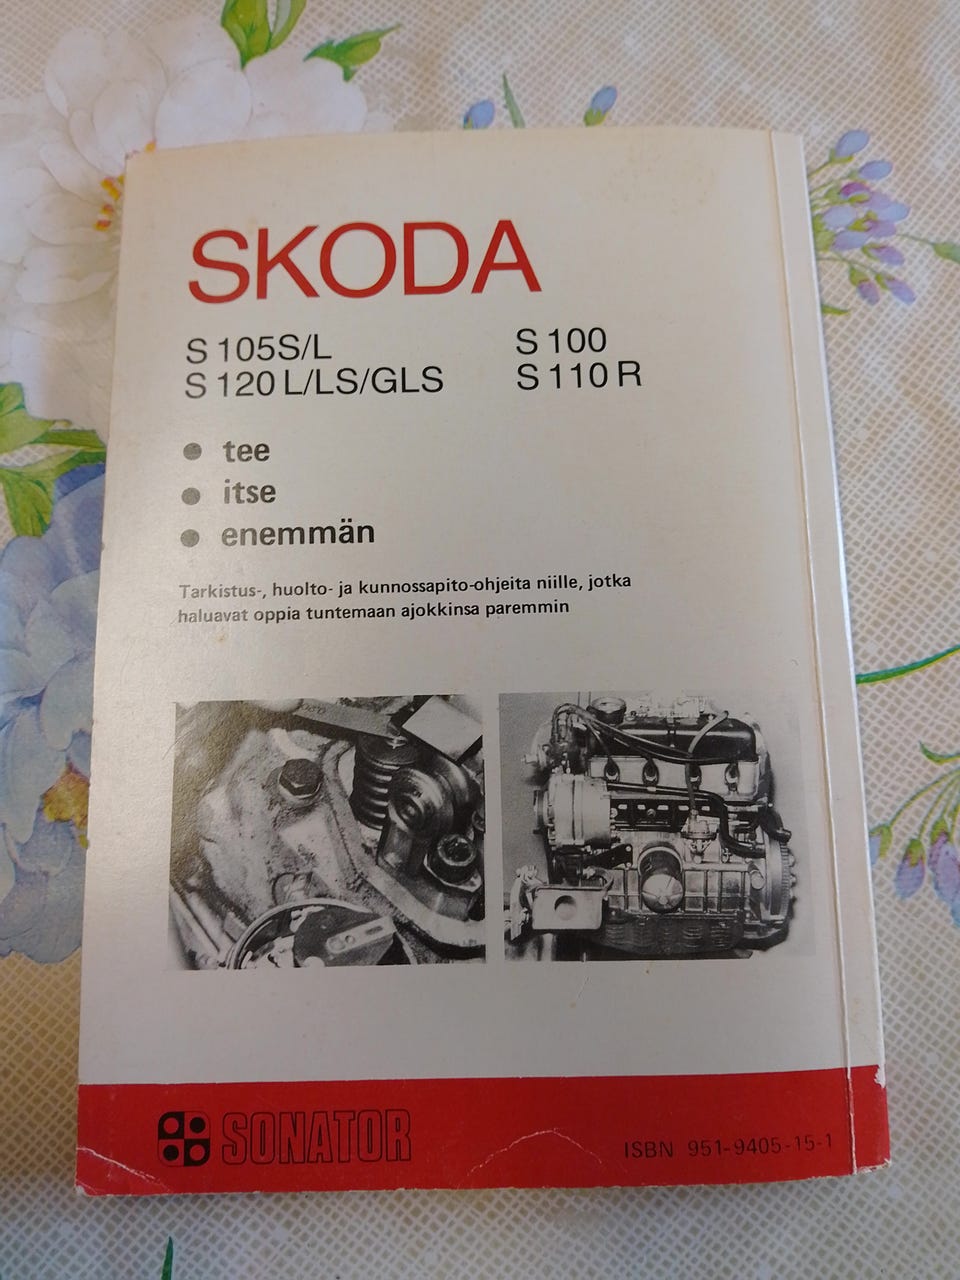 SKODA
S 105S/L
S 120 L/LS/GLS
S 100
S 110 R
● tee
● itse
● enemmän
Tarkistus-, huolto- ja kunnossapito-ohjeita niille, jotka
haluavat oppia tuntemaan ajokkinsa paremmin
SONATOR
ISBN 951-9405-15-1